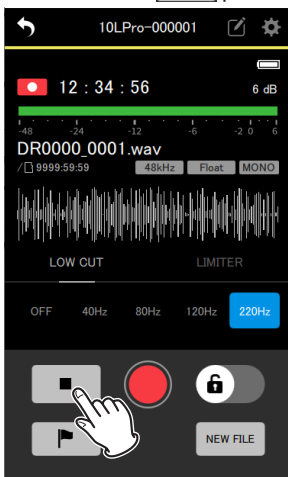 10LPro-000001
12 : 34 : 56 6 dB
-48 -24 -12 -6 -2 0 6
DR0000_0001.wav
/ 9999:59:59 48kHz Float MONO
LOW CUT LIMITER
OFF 40Hz 80Hz 120Hz 220Hz
NEW FILE